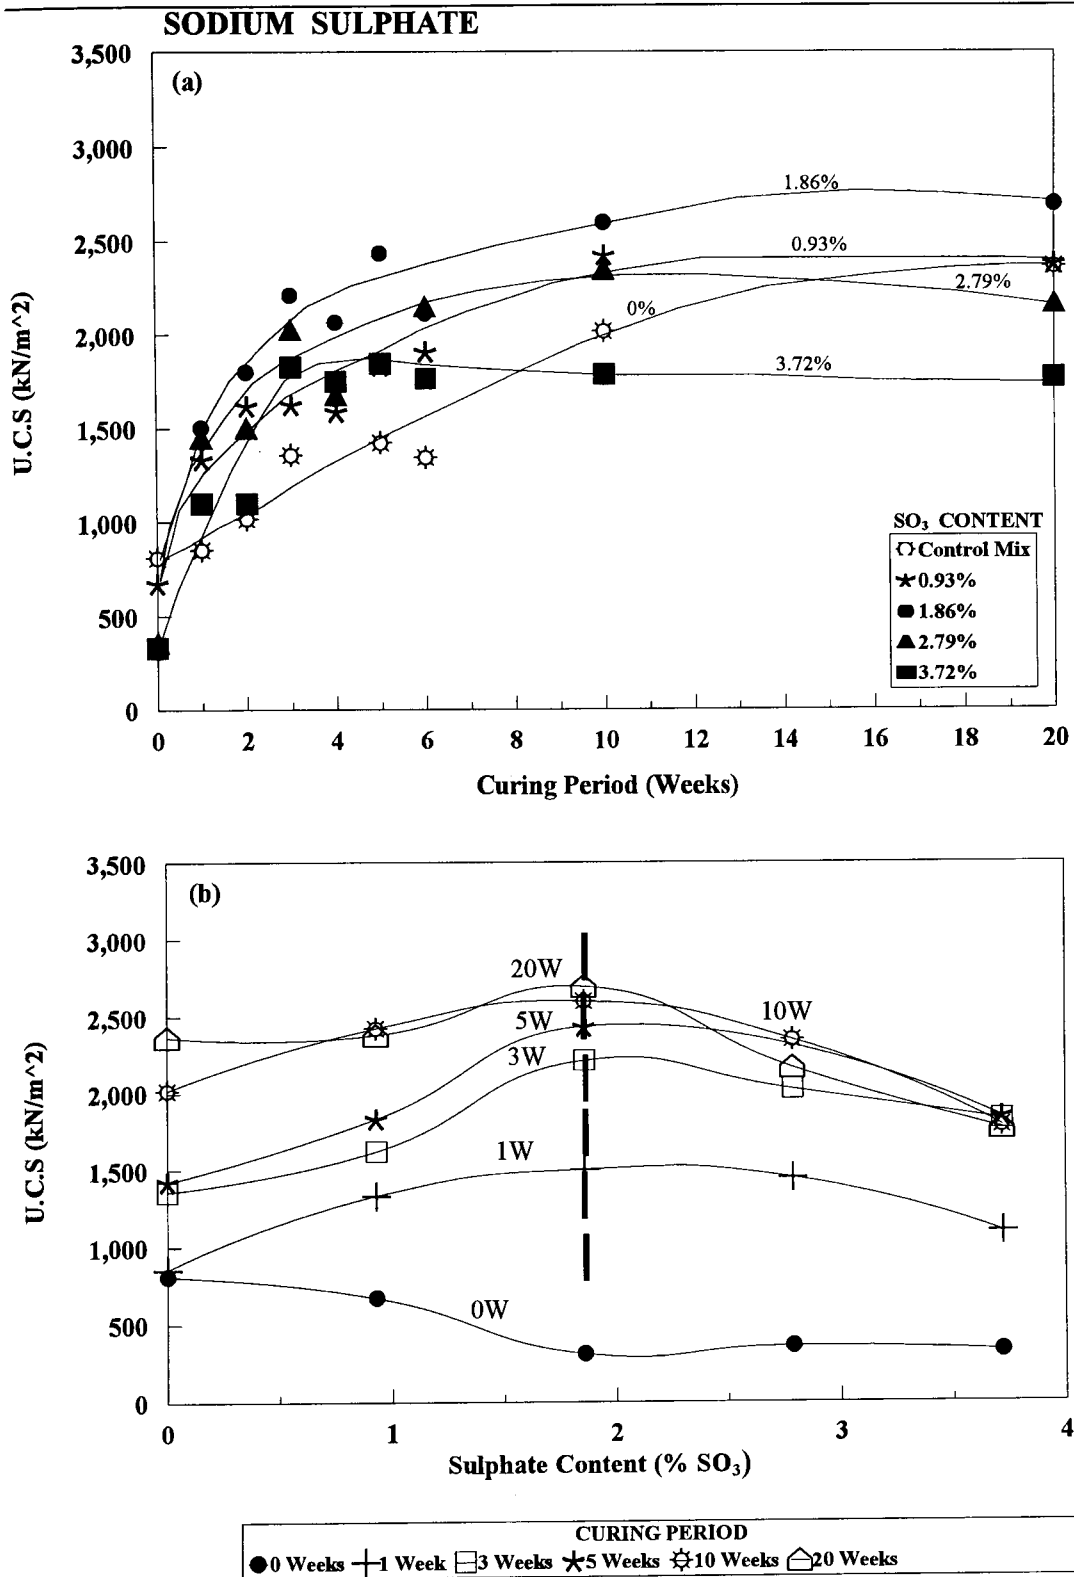 SODIUM SULPHATE
3,500
(a)
3,000
1.86%
2,500
0.93%
2.79%
0%
2,000
3.72%
1,500
1,000
500
0
U.C.S (kN/m^2)
SO₃ CONTENT
Control Mix
0.93%
1.86%
2.79%
3.72%
0 2 4 6 8 10 12 14 16 18 20
Curing Period (Weeks)
3,500
(b)
3,000
20W
10W
2,500
5W
3W
2,000
1W
1,500
1,000
0W
500
0
U.C.S (kN/m^2)
0 1 2 3 4
Sulphate Content (% SO₃)
CURING PERIOD
0 Weeks 1 Week 3 Weeks 5 Weeks 10 Weeks 20 Weeks